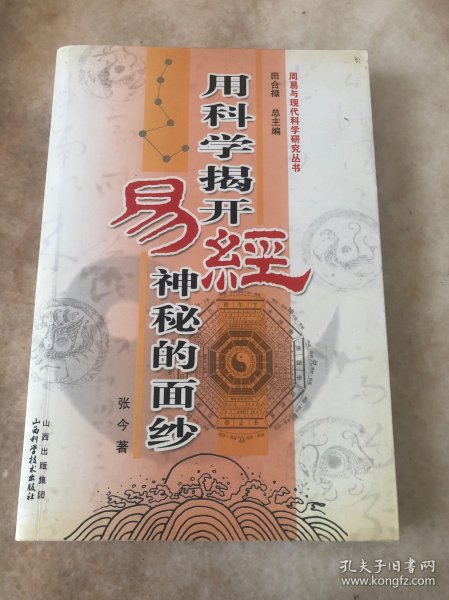 周易与现代科学研究丛书
田合禄 总主编
用科学揭开
易經
神秘的面纱
张今著
山西出版集团
山西科学技术出版社
孔夫子旧书网
www.kongfz.com